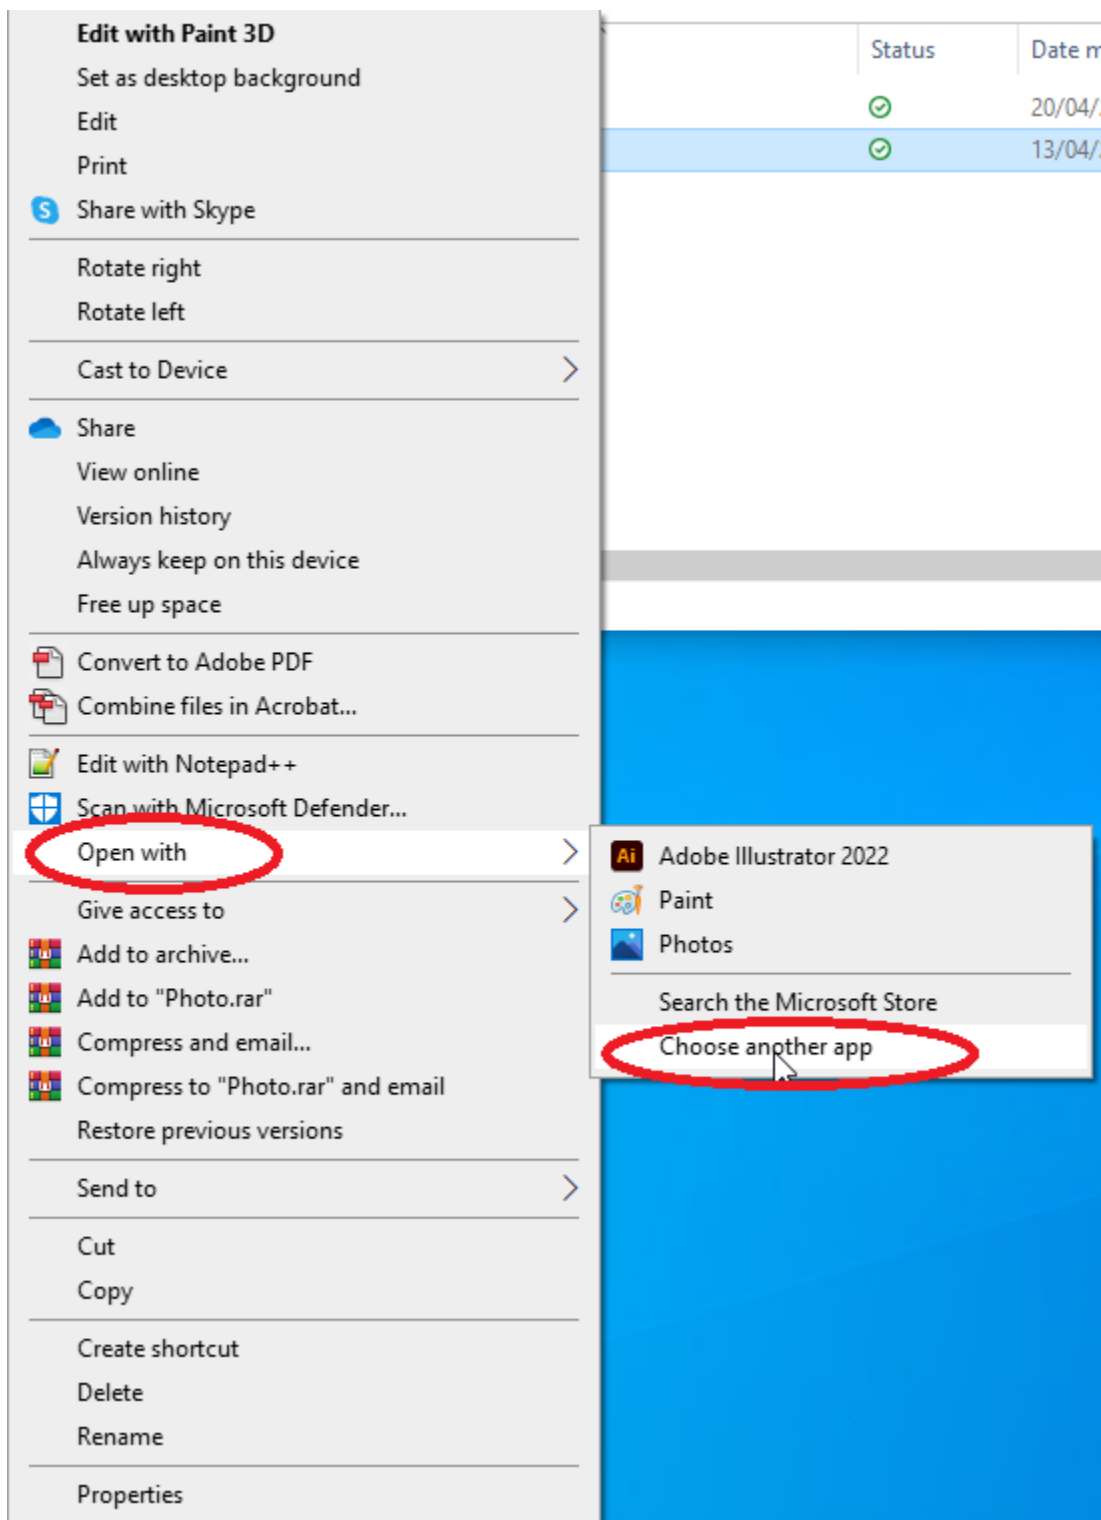 Edit with Paint 3D
Set as desktop background
Edit
Print
Share with Skype
Rotate right
Rotate left
Cast to Device
Share
View online
Version history
Always keep on this device
Free up space
Convert to Adobe PDF
Combine files in Acrobat...
Edit with Notepad++
Scan with Microsoft Defender...
Open with
Give access to
Add to archive...
Add to "Photo.rar"
Compress and email...
Compress to "Photo.rar" and email
Restore previous versions
Send to
Cut
Copy
Create shortcut
Delete
Rename
Properties
Status Date m
20/04/
13/04/
Ai Adobe Illustrator 2022
Paint
Photos
Search the Microsoft Store
Choose another app